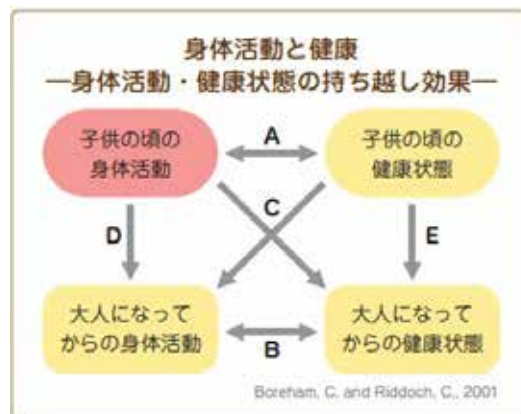 身体活動と健康
―身体活動・健康状態の持ち越し効果―
子供の頃の
身体活動
A
子供の頃の
健康状態
C
D
E
大人になって
からの身体活動
B
大人になって
からの健康状態
Boreham, C. and Riddoch, C., 2001